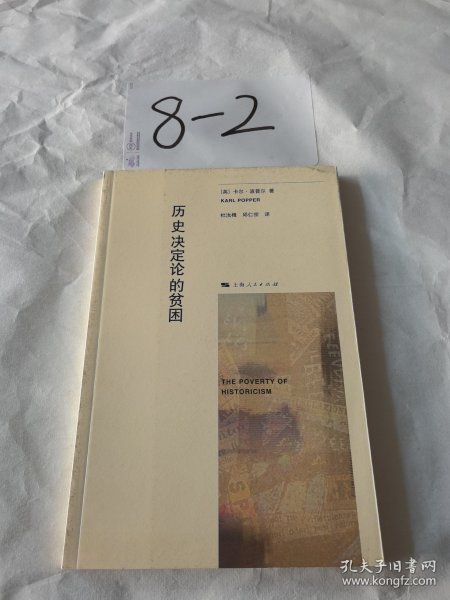 8-2
[英] 卡尔·波普尔 著
KARL POPPER
杜汝楫 邱仁宗 译
历史决定论的贫困
上海人民出版社
THE POVERTY OF
HISTORICISM
孔夫子旧书网
www.kongfz.com